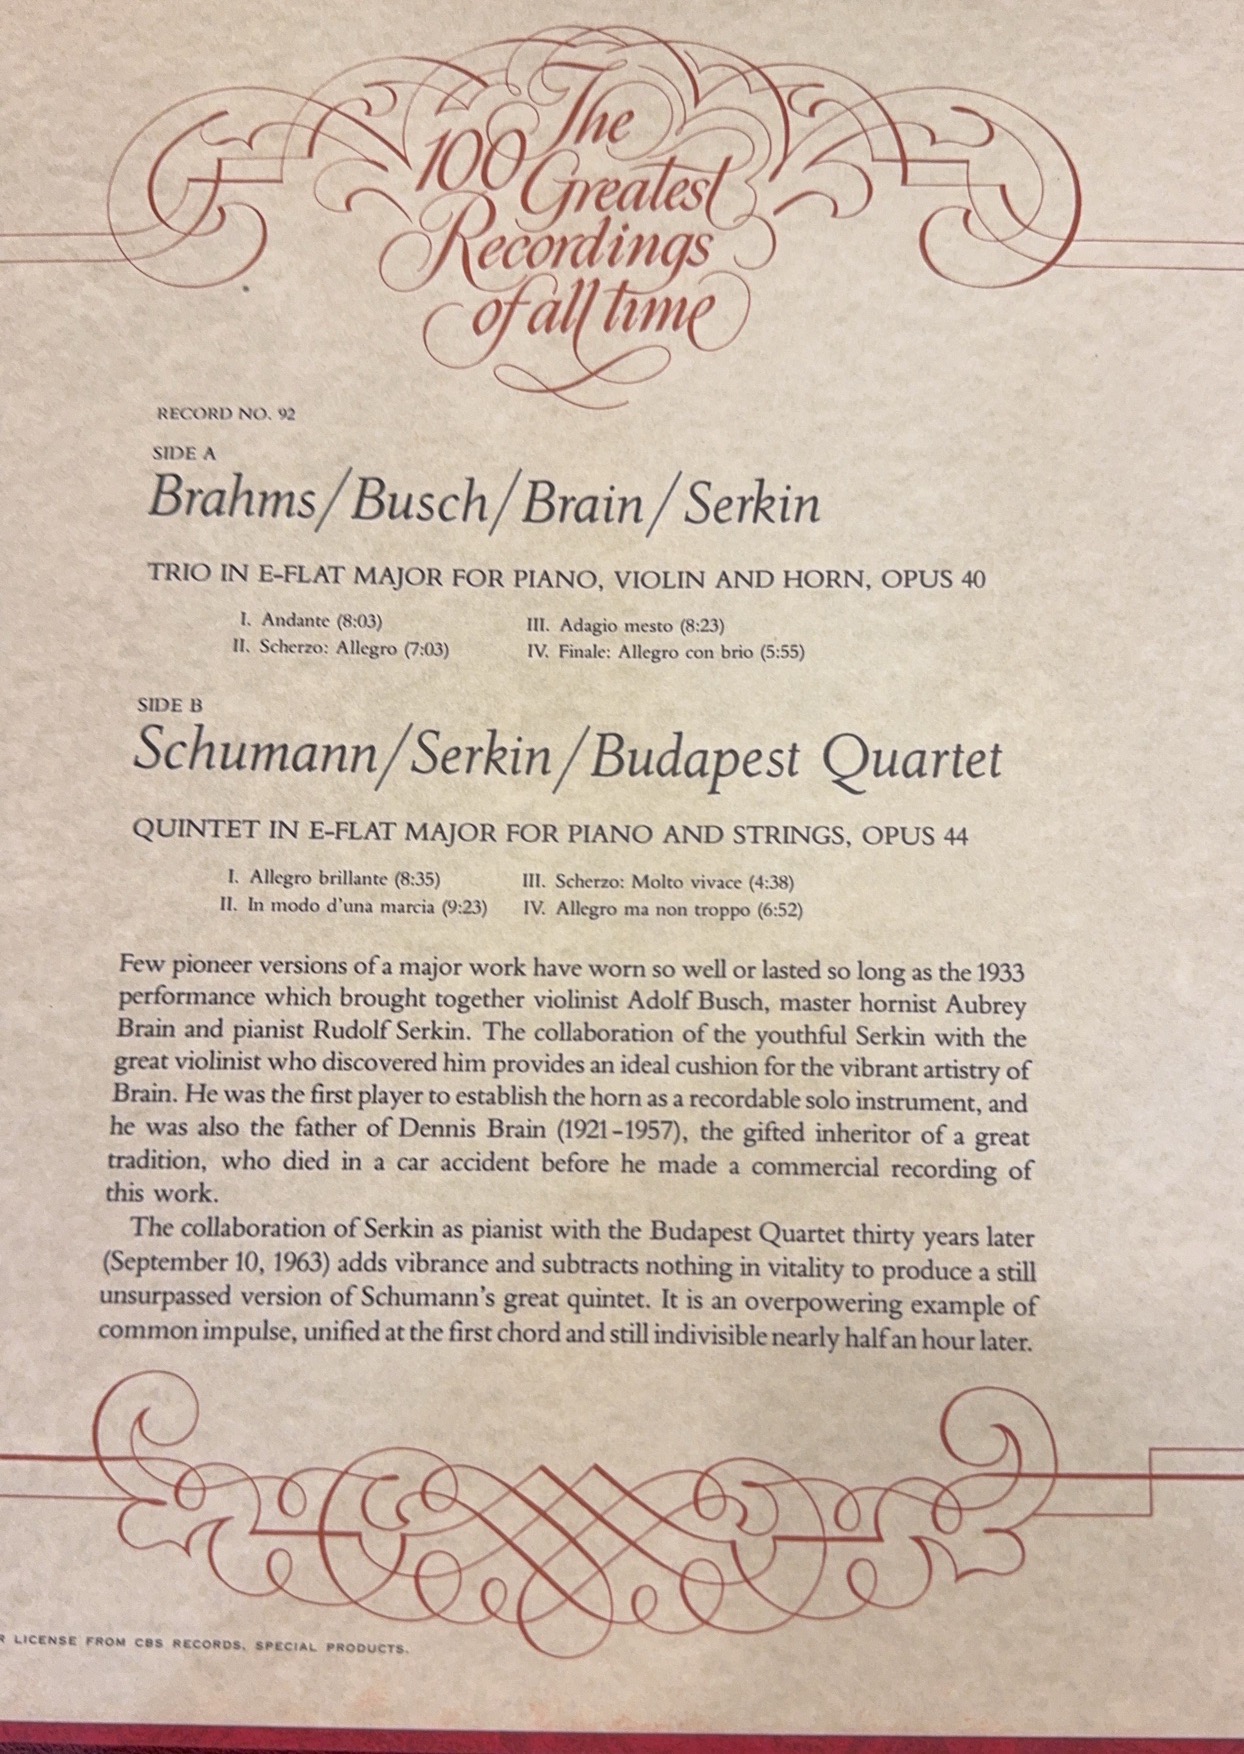 The
100 Greatest
Recordings
of all time
RECORD NO. 92
SIDE A
Brahms/Busch/Brain/Serkin
TRIO IN E-FLAT MAJOR FOR PIANO, VIOLIN AND HORN, OPUS 40
I. Andante (8:03)
II. Scherzo: Allegro (7:03)
III. Adagio mesto (8:23)
IV. Finale: Allegro con brio (5:55)
SIDE B
Schumann/Serkin/Budapest Quartet
QUINTET IN E-FLAT MAJOR FOR PIANO AND STRINGS, OPUS 44
I. Allegro brillante (8:35)
II. In modo d'una marcia (9:23)
III. Scherzo: Molto vivace (4:38)
IV. Allegro ma non troppo (6:52)
Few pioneer versions of a major work have worn so well or lasted so long as the 1933
performance which brought together violinist Adolf Busch, master hornist Aubrey
Brain and pianist Rudolf Serkin. The collaboration of the youthful Serkin with the
great violinist who discovered him provides an ideal cushion for the vibrant artistry of
Brain. He was the first player to establish the horn as a recordable solo instrument, and
he was also the father of Dennis Brain (1921–1957), the gifted inheritor of a great
tradition, who died in a car accident before he made a commercial recording of
this work.
The collaboration of Serkin as pianist with the Budapest Quartet thirty years later
(September 10, 1963) adds vibrance and subtracts nothing in vitality to produce a still
unsurpassed version of Schumann's great quintet. It is an overpowering example of
common impulse, unified at the first chord and still indivisible nearly half an hour later.
R LICENSE FROM CBS RECORDS, SPECIAL PRODUCTS.